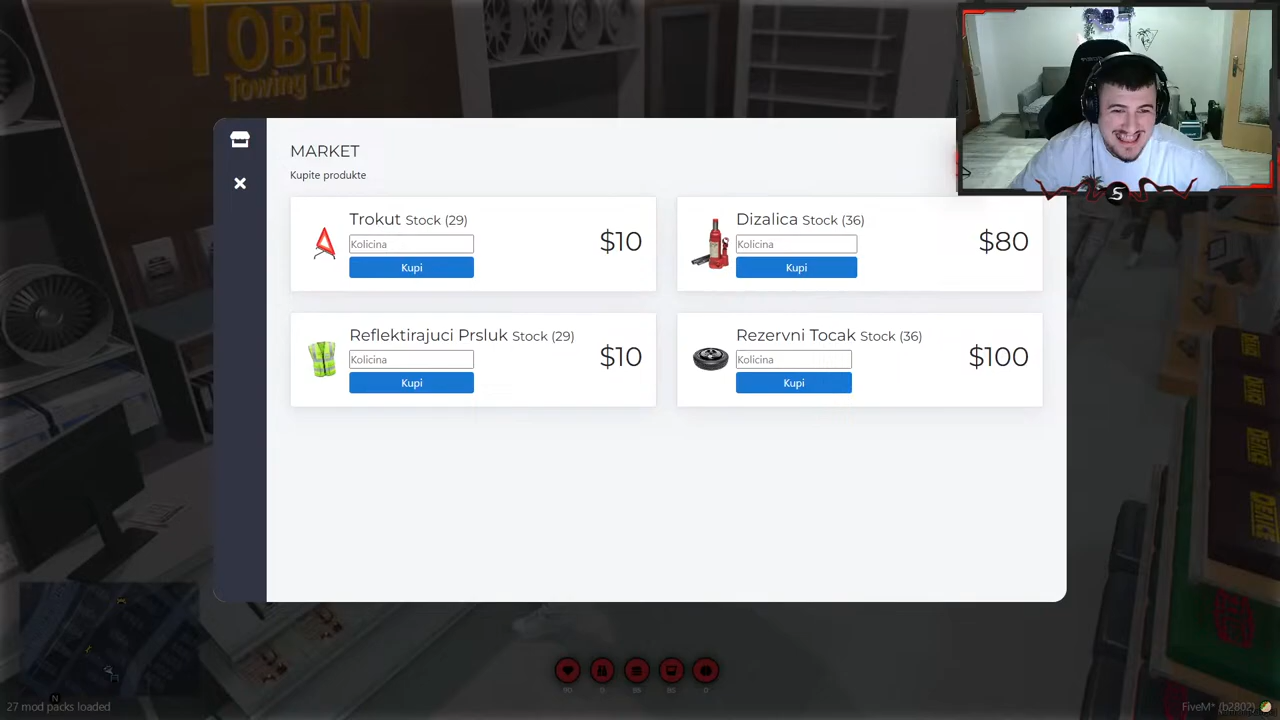 TOBEN
Towing LLC
MARKET
Kupite produkte
Trokut Stock (29)
Kolicina
Kupi
$10
Dizalica Stock (36)
Kolicina
Kupi
$80
Reflektirajuci Prsluk Stock (29)
Kolicina
Kupi
$10
Rezervni Tocak Stock (36)
Kolicina
Kupi
$100
S
N
27 mod packs loaded
FiveM* (b2802)